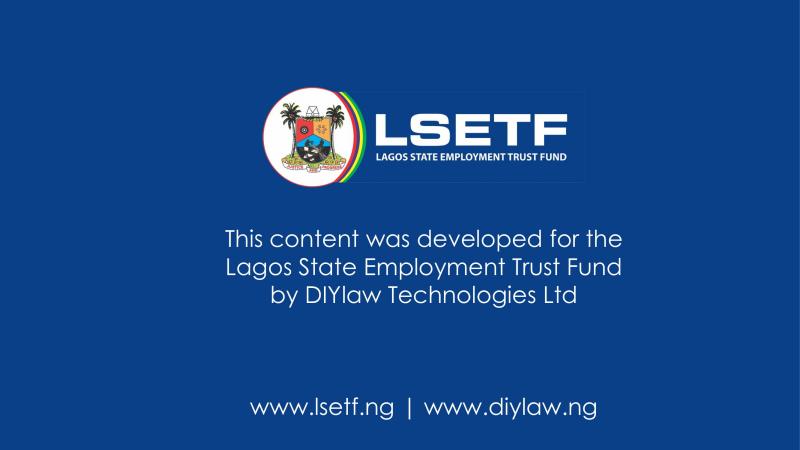 LSETF
LAGOS STATE EMPLOYMENT TRUST FUND
This content was developed for the
Lagos State Employment Trust Fund
by DIYlaw Technologies Ltd
www.lsetf.ng | www.diylaw.ng